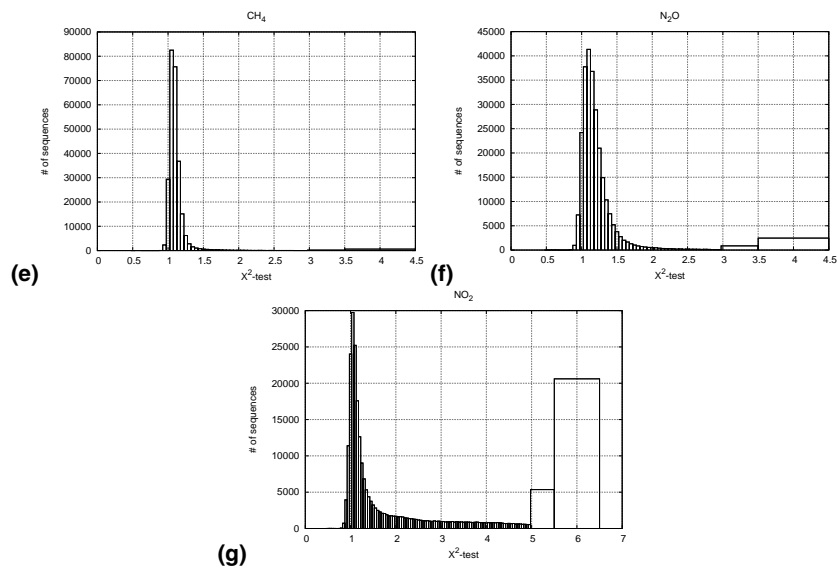 CH4
90000
80000
70000
60000
50000
40000
30000
20000
10000
0
# of sequences
0 0.5 1 1.5 2 2.5 3 3.5 4 4.5
X²-test
(e)
N2O
45000
40000
35000
30000
25000
20000
15000
10000
5000
0
# of sequences
0 0.5 1 1.5 2 2.5 3 3.5 4 4.5
X²-test
(f)
NO2
30000
25000
20000
15000
10000
5000
0
# of sequences
0 1 2 3 4 5 6 7
X²-test
(g)